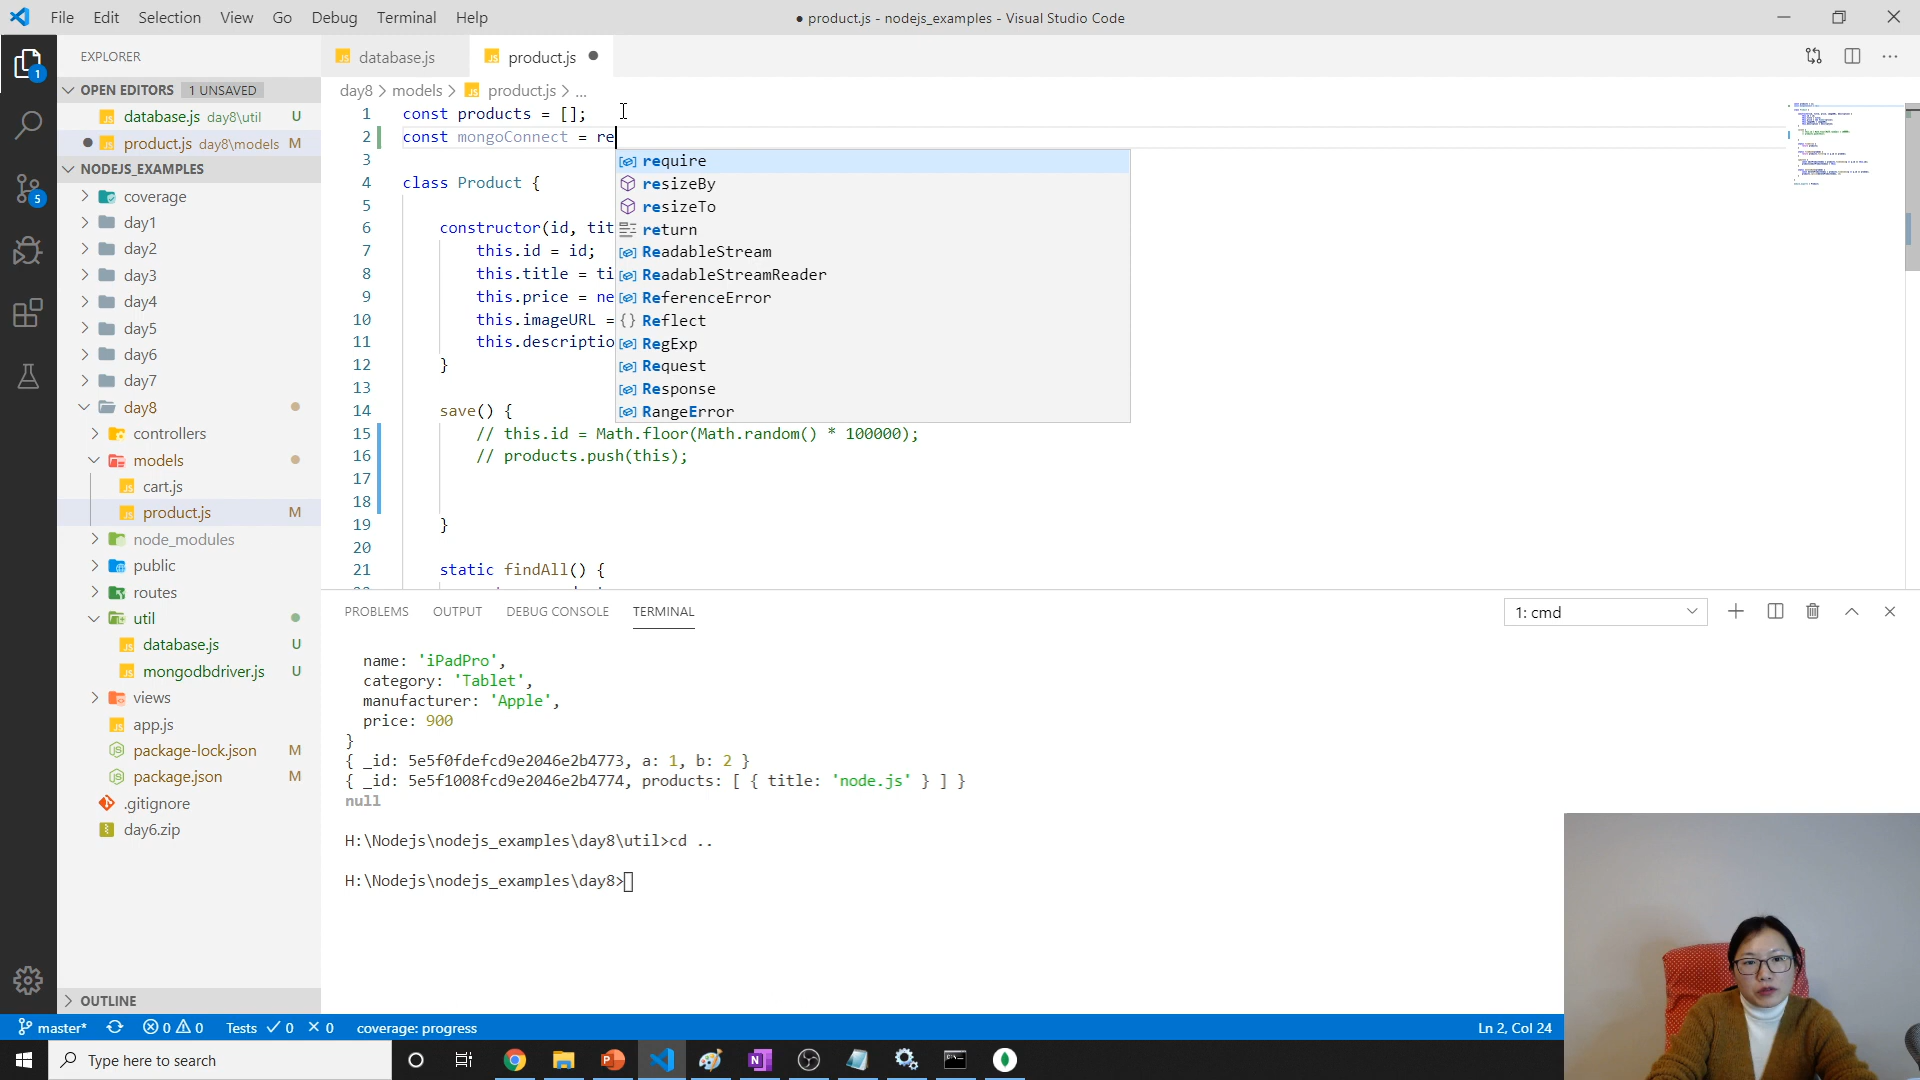 File Edit Selection View Go Debug Terminal Help
● product.js - nodejs_examples - Visual Studio Code
EXPLORER
OPEN EDITORS 1 UNSAVED
database.js day8\util U
product.js day8\models M
NODEJS_EXAMPLES
coverage
day1
day2
day3
day4
day5
day6
day7
day8
controllers
models
cart.js
product.js M
node_modules
public
routes
util
database.js U
mongodbdriver.js U
views
app.js
package-lock.json M
package.json M
.gitignore
day6.zip
OUTLINE
1
5
database.js
product.js
day8 > models > product.js > ...
1 const products = [];
2 const mongoConnect = re
3
4 class Product {
5
6 constructor(id, tit
7 this.id = id;
8 this.title = ti
9 this.price = ne
10 this.imageURL =
11 this.descriptio
12 }
13
14 save() {
15 // this.id = Math.floor(Math.random() * 100000);
16 // products.push(this);
17
18
19 }
20
21 static findAll() {
require
resizeBy
resizeTo
return
ReadableStream
ReadableStreamReader
ReferenceError
Reflect
RegExp
Request
Response
RangeError
PROBLEMS OUTPUT DEBUG CONSOLE TERMINAL
1: cmd
name: 'iPadPro',
category: 'Tablet',
manufacturer: 'Apple',
price: 900
}
{ _id: 5e5f0fdefcd9e2046e2b4773, a: 1, b: 2 }
{ _id: 5e5f1008fcd9e2046e2b4774, products: [ { title: 'node.js' } ] }
null
H:\Nodejs\nodejs_examples\day8\util>cd ..
H:\Nodejs\nodejs_examples\day8>
master* 0 0 Tests 0 0 coverage: progress
Ln 2, Col 24
Type here to search